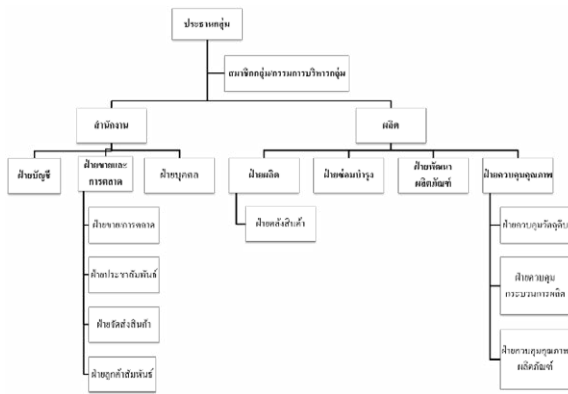 ประธานกลุ่ม
สมาชิกกลุ่ม/กรรมการบริหารกลุ่ม
สำนักงาน
ผลิต
ฝ่ายบัญชี
ฝ่ายขายและ
การตลาด
ฝ่ายบุคคล
ฝ่ายผลิต
ฝ่ายซ่อมบำรุง
ฝ่ายพัฒนา
ผลิตภัณฑ์
ฝ่ายควบคุมคุณภาพ
ฝ่ายขาย/การตลาด
ฝ่ายประชาสัมพันธ์
ฝ่ายจัดส่งสินค้า
ฝ่ายลูกค้าสัมพันธ์
ฝ่ายคลังสินค้า
ฝ่ายควบคุมวัตถุดิบ
ฝ่ายควบคุม
กระบวนการผลิต
ฝ่ายควบคุมคุณภาพ
ผลิตภัณฑ์